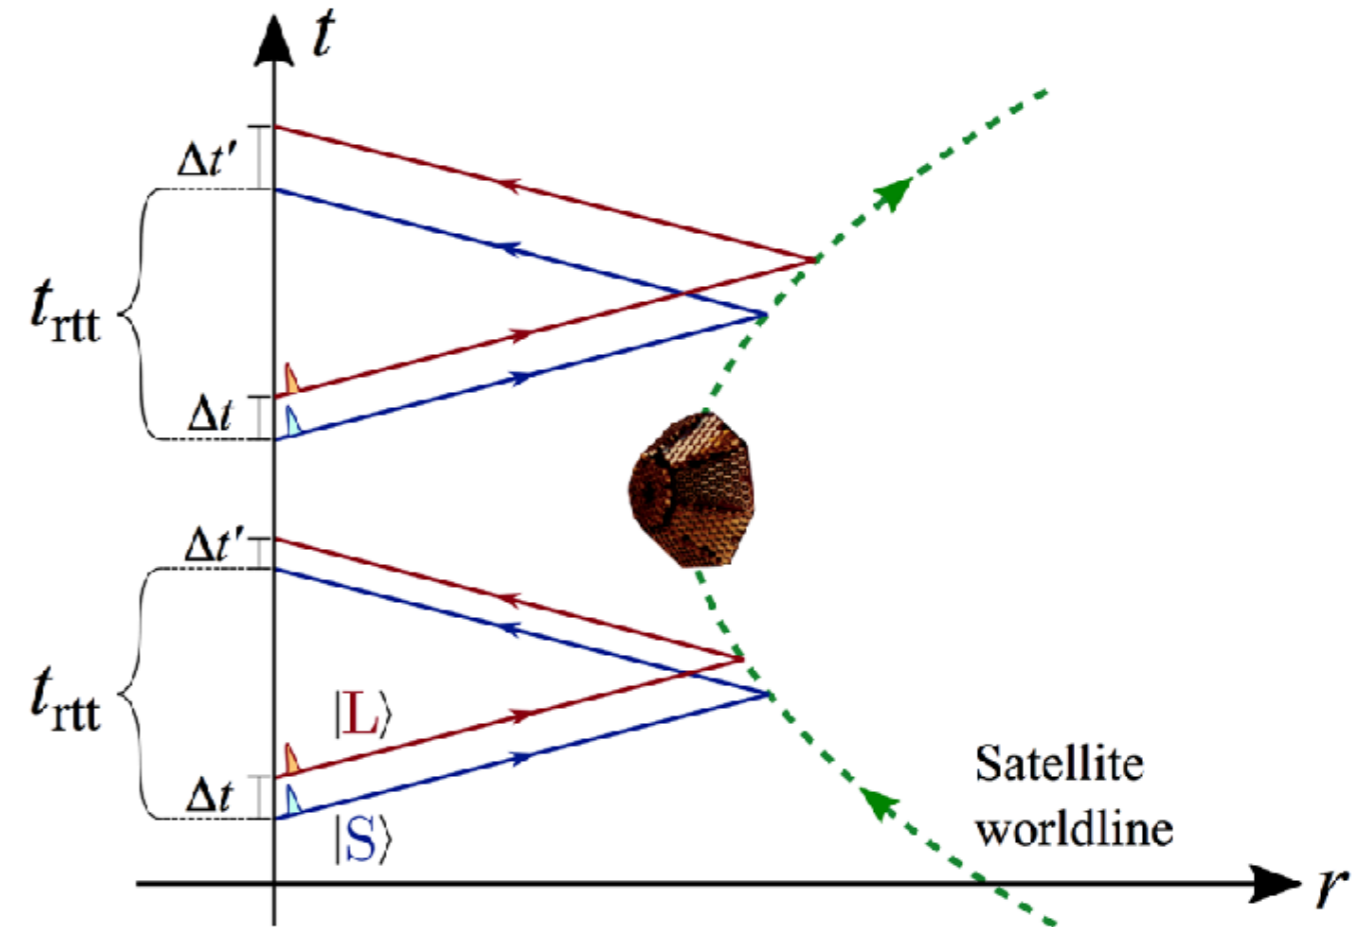 t
Δt′
t_rtt
Δt
Δt′
t_rtt
|L⟩
Δt
|S⟩
Satellite
worldline
r